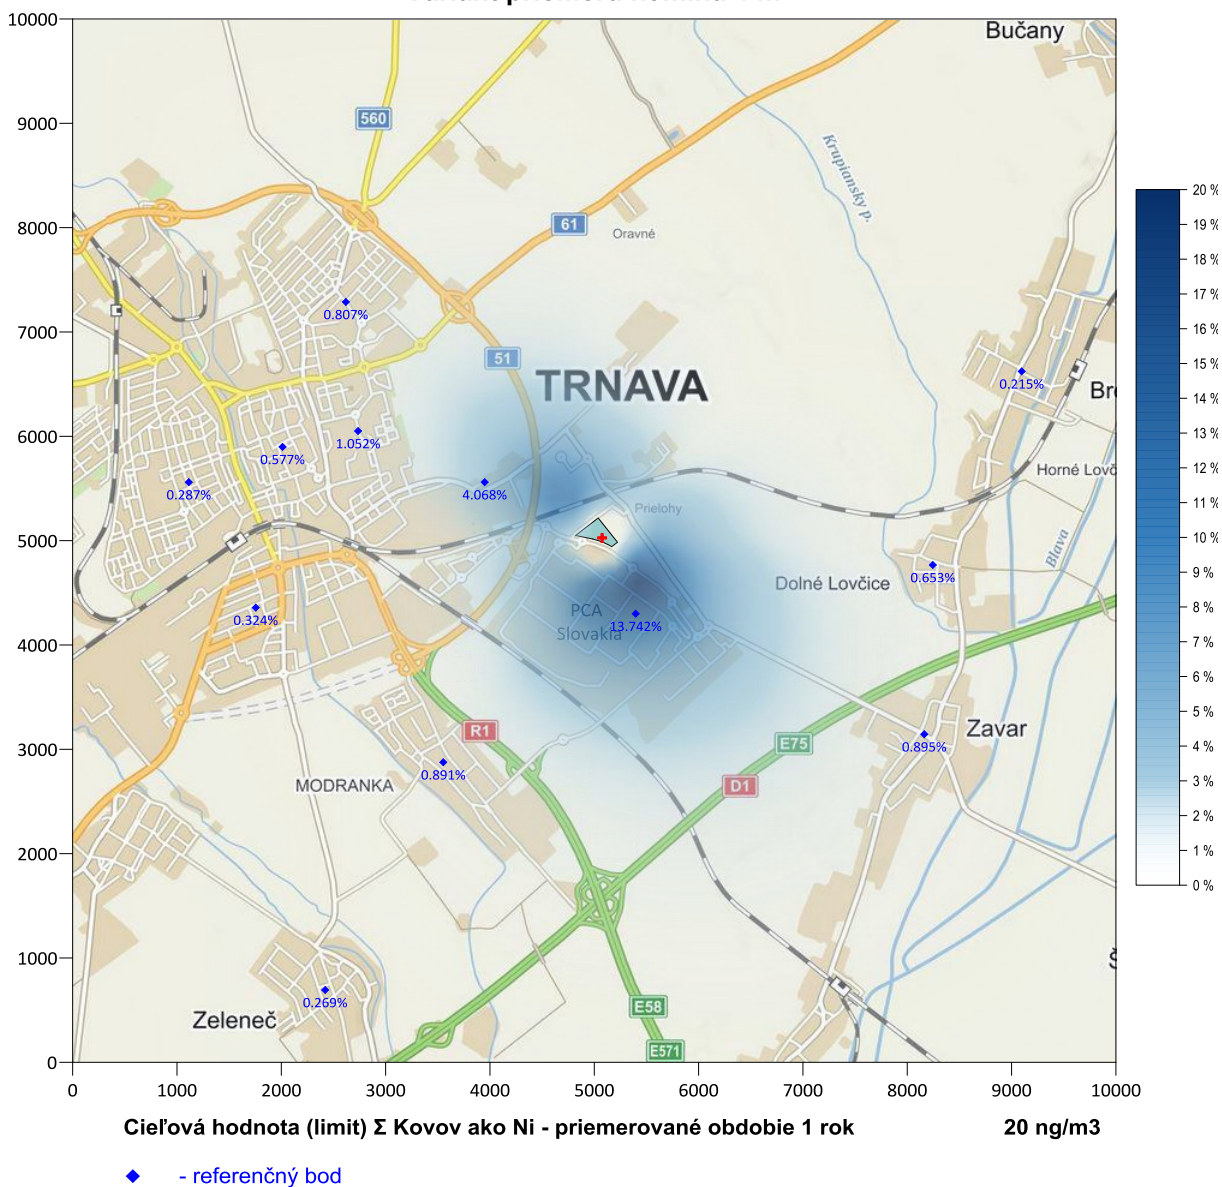 10000
Bučany
9000
560
Krupiansky p.
20 %
8000
61
Oravné
19 %
18 %
17 %
0.807%
7000
51
16 %
TRNAVA
15 %
0.215%
14 %
6000
1.052%
0.577%
13 %
Horné Lovč
12 %
0.287%
4.068%
Prielohy
11 %
5000
Blava
10 %
0.653%
Dolné Lovčice
9 %
PCA
Slovakia
13.742%
0.324%
8 %
4000
7 %
6 %
R1
E75
Zavar
5 %
3000
0.895%
4 %
0.891%
MODRANKA
D1
3 %
2 %
2000
1 %
0 %
1000
0.269%
Zeleneč
E58
E571
0
0 1000 2000 3000 4000 5000 6000 7000 8000 9000 10000
Cieľová hodnota (limit) Σ Kovov ako Ni - priemerované obdobie 1 rok 20 ng/m3
- referenčný bod